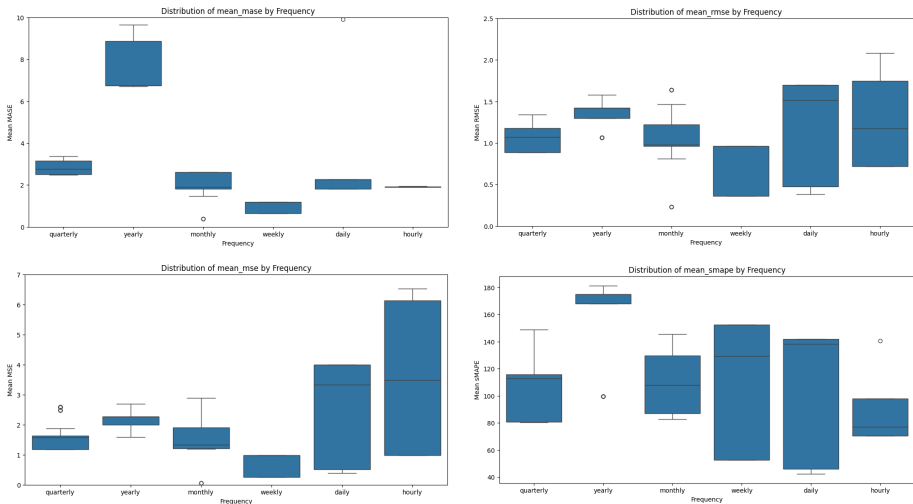 Distribution of mean_mase by Frequency
10
8
6
4
2
0
Mean MASE
quarterly yearly monthly weekly daily hourly
Frequency
Distribution of mean_rmse by Frequency
2.5
2.0
1.5
1.0
0.5
0.0
Mean RMSE
quarterly yearly monthly weekly daily hourly
Frequency
Distribution of mean_mse by Frequency
7
6
5
4
3
2
1
0
Mean MSE
quarterly yearly monthly weekly daily hourly
Frequency
Distribution of mean_smape by Frequency
180
160
140
120
100
80
60
40
Mean sMAPE
quarterly yearly monthly weekly daily hourly
Frequency